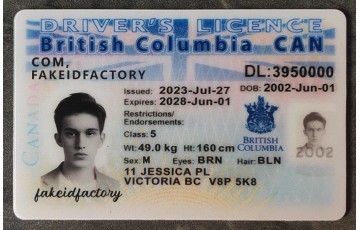 DRIVER'S LICENCE
British Columbia CAN
COM,
FAKEIDFACTORY
DL:3950000
Issued: 2023-Jul-27
DOB: 2002-Jun-01
Expires: 2028-Jun-01
Restrictions/
Endorsements:
Class: 5
Wt: 49.0 kg Ht: 160 cm
Sex: M Eyes: BRN Hair: BLN
11 JESSICA PL
VICTORIA BC V8P 5K8
BRITISH
COLUMBIA
2002
CANADA
fakeidfactory